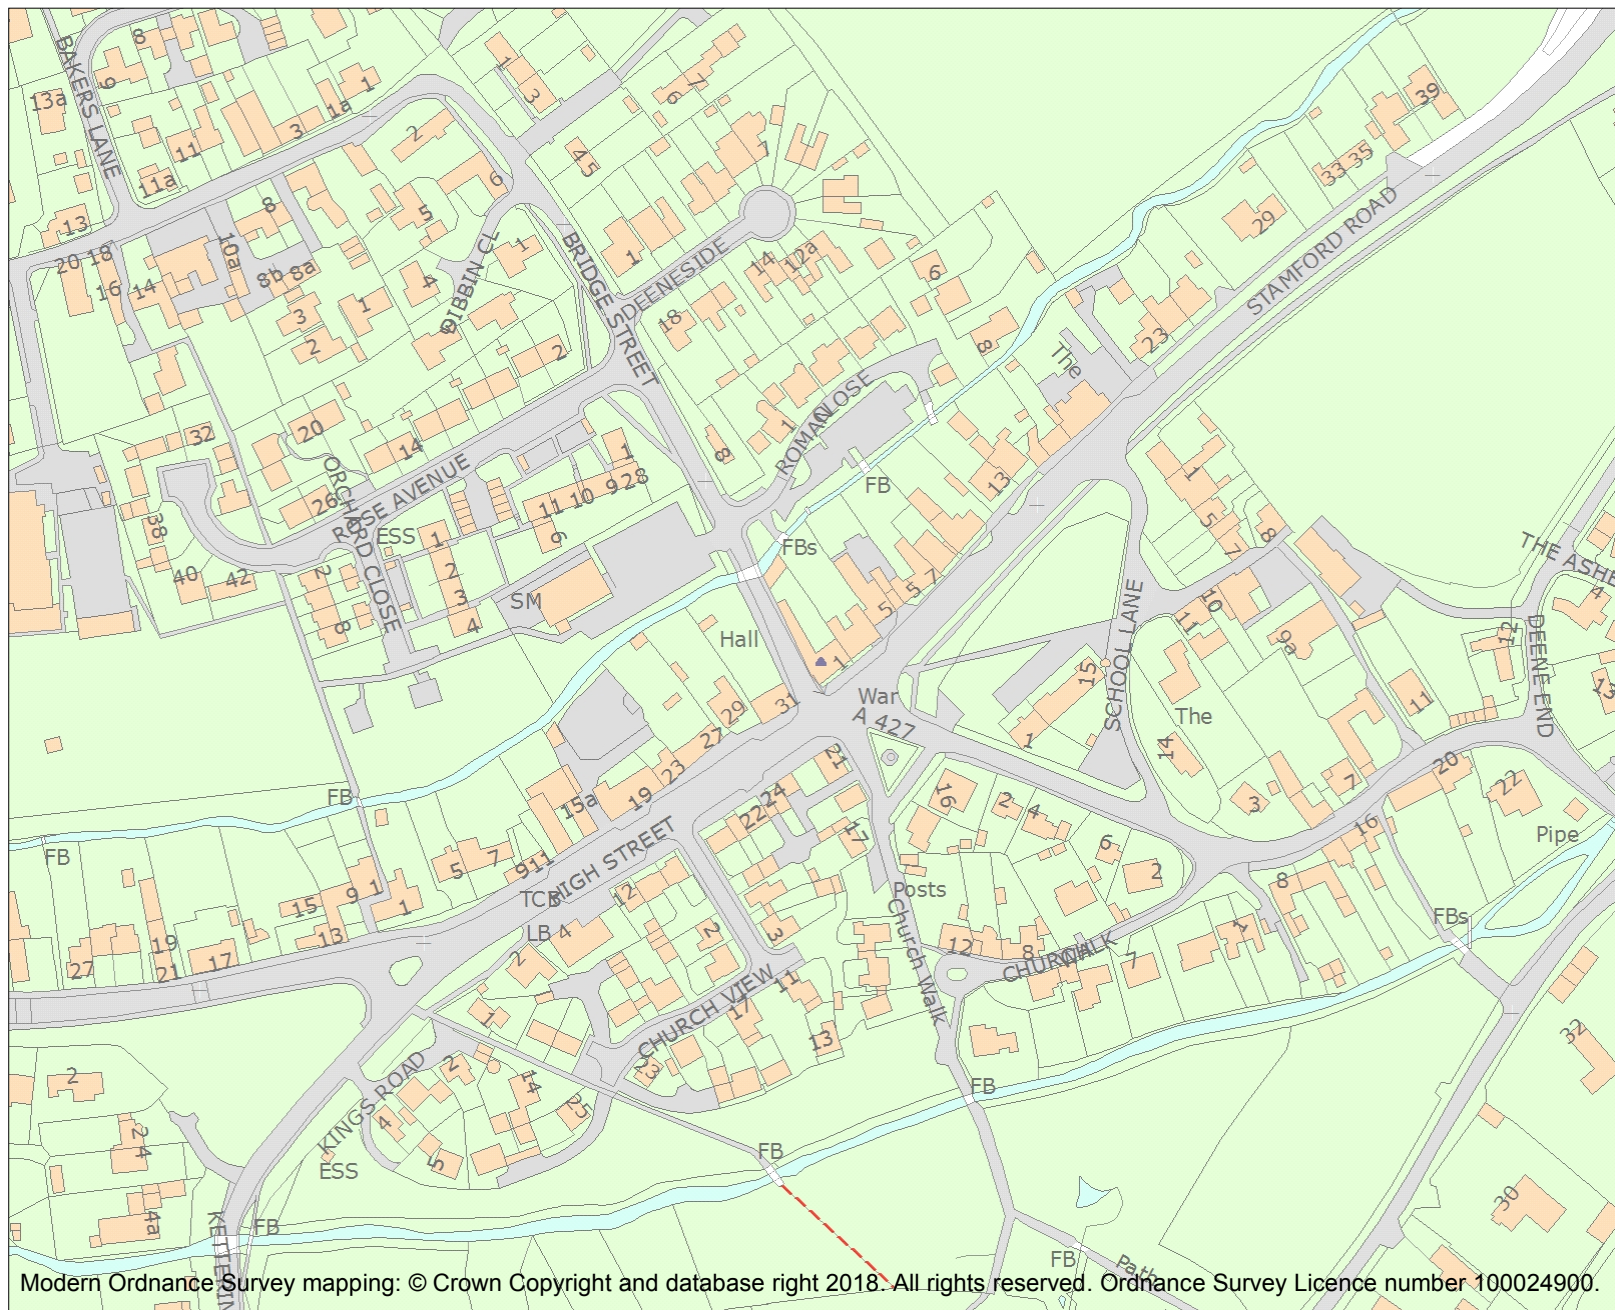 BAKERS LANE
8
9
13a
11
3
1a
1
11a
13
20 18
16
14
10a
8
8b 8a
3
2
1
2
6
5
4
1
DIBBIN CL
2
1
3
4 5
6
7
7
1
BRIDGE STREET
DEENESIDE
14
12a
18
6
8
1
8
ROMAN CLOSE
FB
FBs
29
33 35
39
STAMFORD ROAD
23
The
13
32
20
14
26
ROSE AVENUE
ORCHARD CLOSE
ESS
38
40
42
2
8
1
2
3
4
11 10 9 2 8
1
6
SM
Hall
5
5 7
1
War
A 427
31
29
27
23
19
15a
FB
FB
5
7
9 11
HIGH STREET
TCB
LB
4
2
12
22 24
21
17
15
9
1
1
13
19
27
21
17
2
3
11
CHURCH VIEW
17
13
23
1
2
14
25
4
5
KINGS ROAD
ESS
2
2 4
4a
KETTERIN
FB
FB
1
5
7
8
10
11
SCHOOL LANE
15
1
The
14
9a
THE ASHE
4
12
DEENE END
13
11
20
22
7
3
16
Pipe
16
2 4
6
2
8
1
FBs
Posts
Church Walk
12
8
CHURCH WALK
7
FB
32
30
FB
Path
Modern Ordnance Survey mapping: © Crown Copyright and database right 2018. All rights reserved. Ordnance Survey Licence number 100024900.